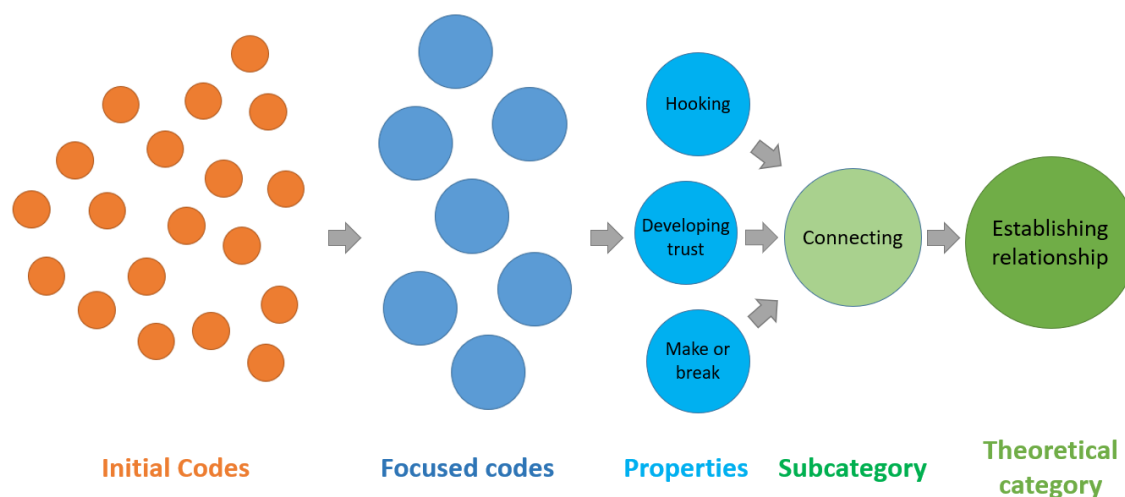 Hooking
Developing
trust
Make or
break
Connecting
Establishing
relationship
Initial Codes
Focused codes
Properties
Subcategory
Theoretical
category